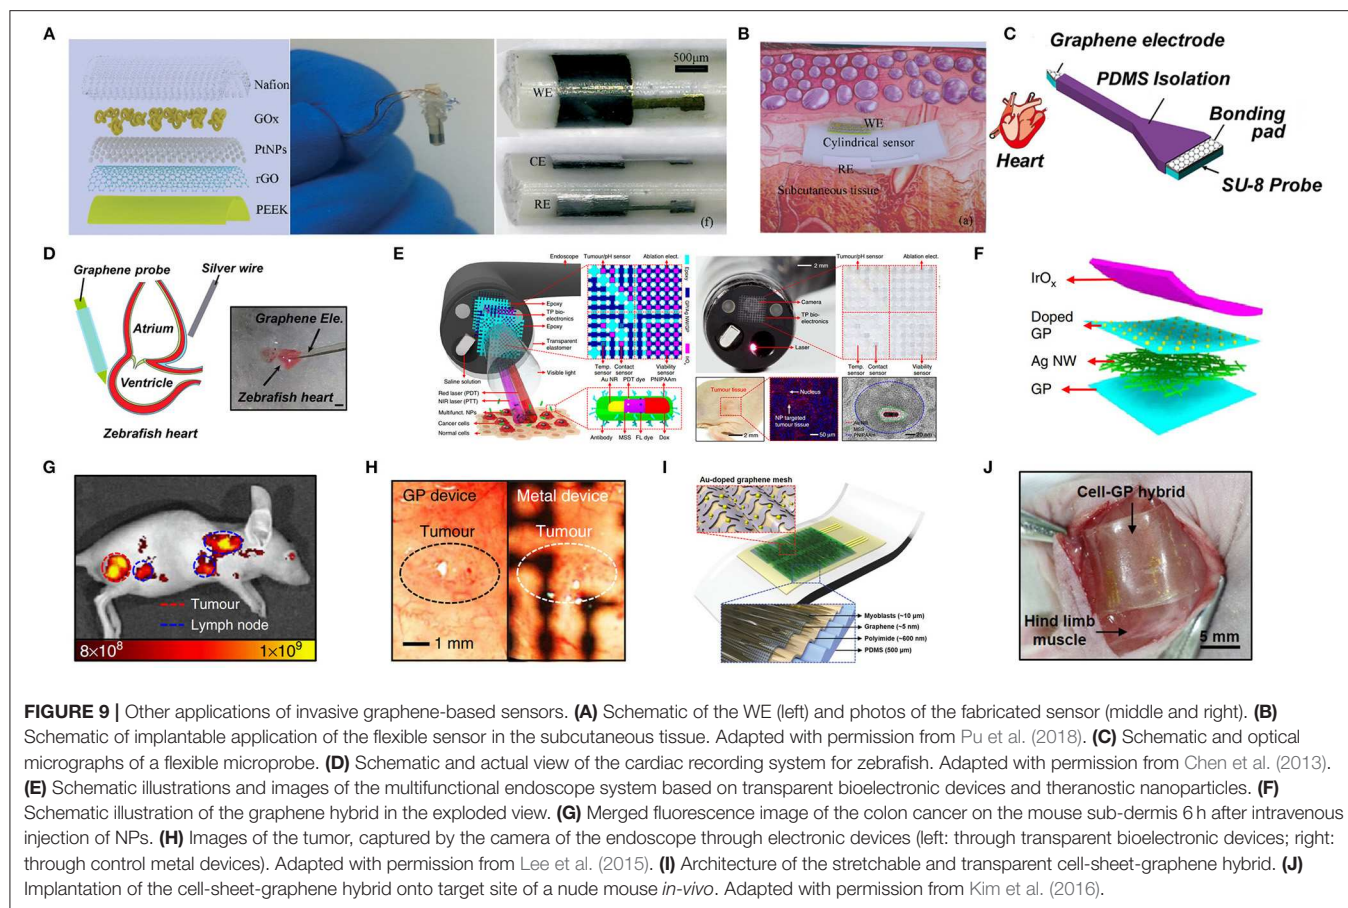 A
Nafion
GOx
PtNPs
rGO
PEEK
500μm
WE
CE
RE
(f)
B
WE
Cylindrical sensor
RE
Subcutaneous tissue
(a)
C
Graphene electrode
PDMS Isolation
Bonding
pad
Heart
SU-8 Probe
D
Graphene probe
Silver wire
Atrium
Ventricle
Graphene Ele.
Zebrafish heart
Zebrafish heart
E
Endoscope
Tumour/pH sensor
Ablation elect.
Epoxy
TP bio-
electronics
Epoxy
Transparent
elastomer
Visible light
Saline solution
Red laser (PDT)
NIR laser (PTT)
Multifunct. NPs
Cancer cells
Normal cells
Temp.
sensor
Contact
sensor
Viability
sensor
Au NR
PDT dye
PNIPAAm
Antibody
MSS
FL dye
Dox
2 mm
Camera
TP bio-
electronics
Laser
Tumour/pH sensor
Ablation elect.
Temp.
sensor
Contact
sensor
Viability
sensor
Tumour tissue
2 mm
Nucleus
NP targeted
tumour tissue
50 μm
Au NR
MSS
PNIPAAm
F
IrOx
Doped
GP
Ag NW
GP
G
Tumour
Lymph node
8×10⁸
1×10⁹
H
GP device
Metal device
Tumour
Tumour
1 mm
I
Au-doped graphene mesh
Myoblasts (~10 μm)
Graphene (~5 nm)
Polyimide (~600 nm)
PDMS (500 μm)
J
Cell-GP hybrid
Hind limb
muscle
5 mm
FIGURE 9 | Other applications of invasive graphene-based sensors. (A) Schematic of the WE (left) and photos of the fabricated sensor (middle and right). (B)
Schematic of implantable application of the flexible sensor in the subcutaneous tissue. Adapted with permission from Pu et al. (2018). (C) Schematic and optical
micrographs of a flexible microprobe. (D) Schematic and actual view of the cardiac recording system for zebrafish. Adapted with permission from Chen et al. (2013).
(E) Schematic illustrations and images of the multifunctional endoscope system based on transparent bioelectronic devices and theranostic nanoparticles. (F)
Schematic illustration of the graphene hybrid in the exploded view. (G) Merged fluorescence image of the colon cancer on the mouse sub-dermis 6 h after intravenous
injection of NPs. (H) Images of the tumor, captured by the camera of the endoscope through electronic devices (left: through transparent bioelectronic devices; right:
through control metal devices). Adapted with permission from Lee et al. (2015). (I) Architecture of the stretchable and transparent cell-sheet-graphene hybrid. (J)
Implantation of the cell-sheet-graphene hybrid onto target site of a nude mouse in-vivo. Adapted with permission from Kim et al. (2016).